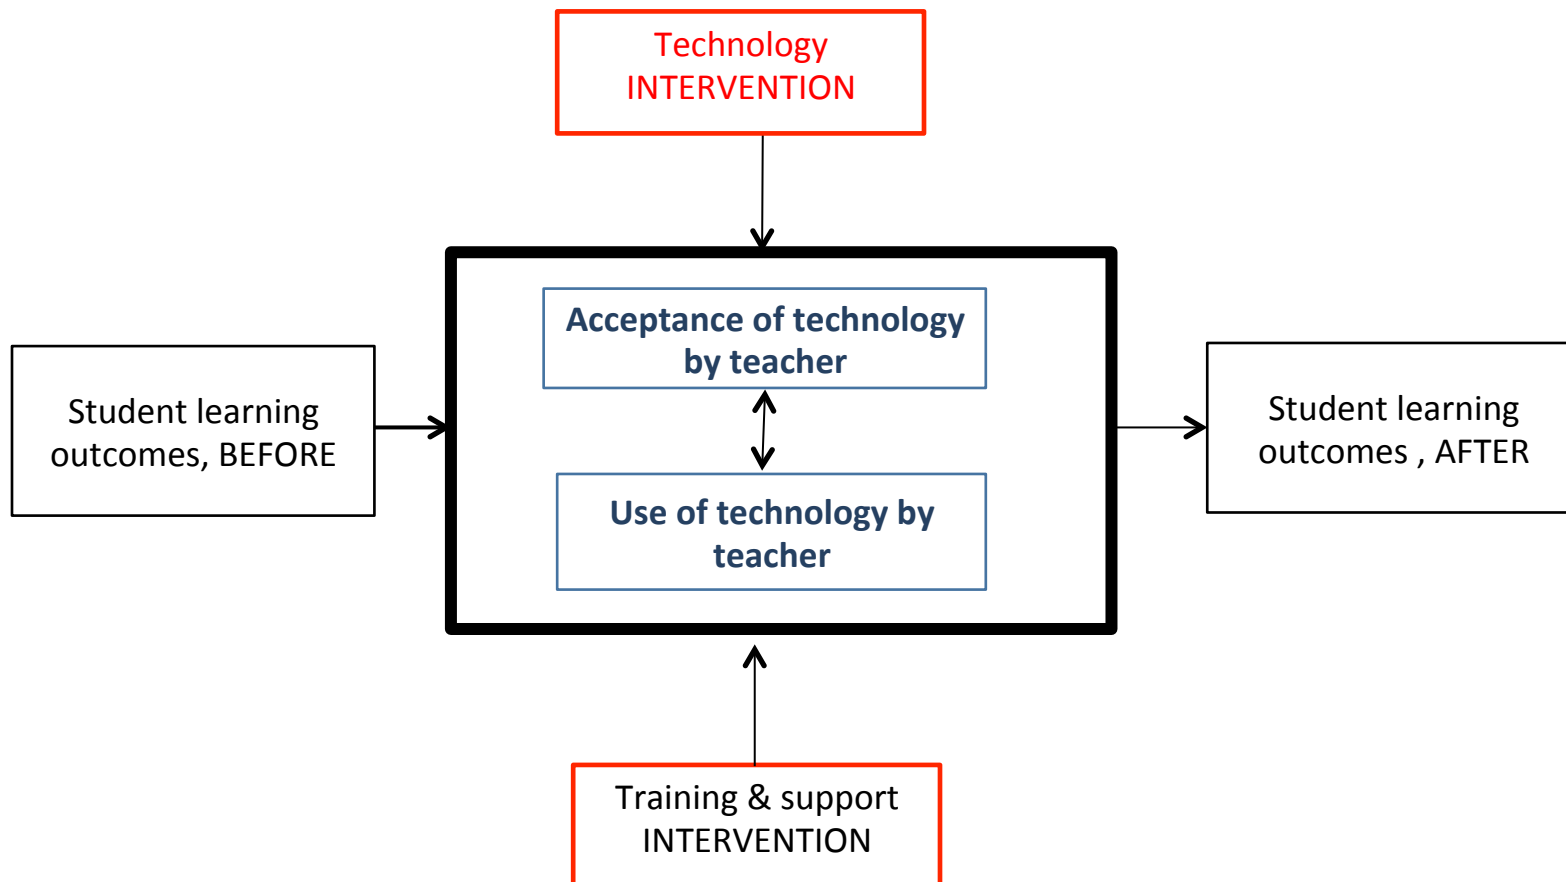 Technology
INTERVENTION
Acceptance of technology
by teacher
Student learning
outcomes, BEFORE
Student learning
outcomes , AFTER
Use of technology by
teacher
Training & support
INTERVENTION